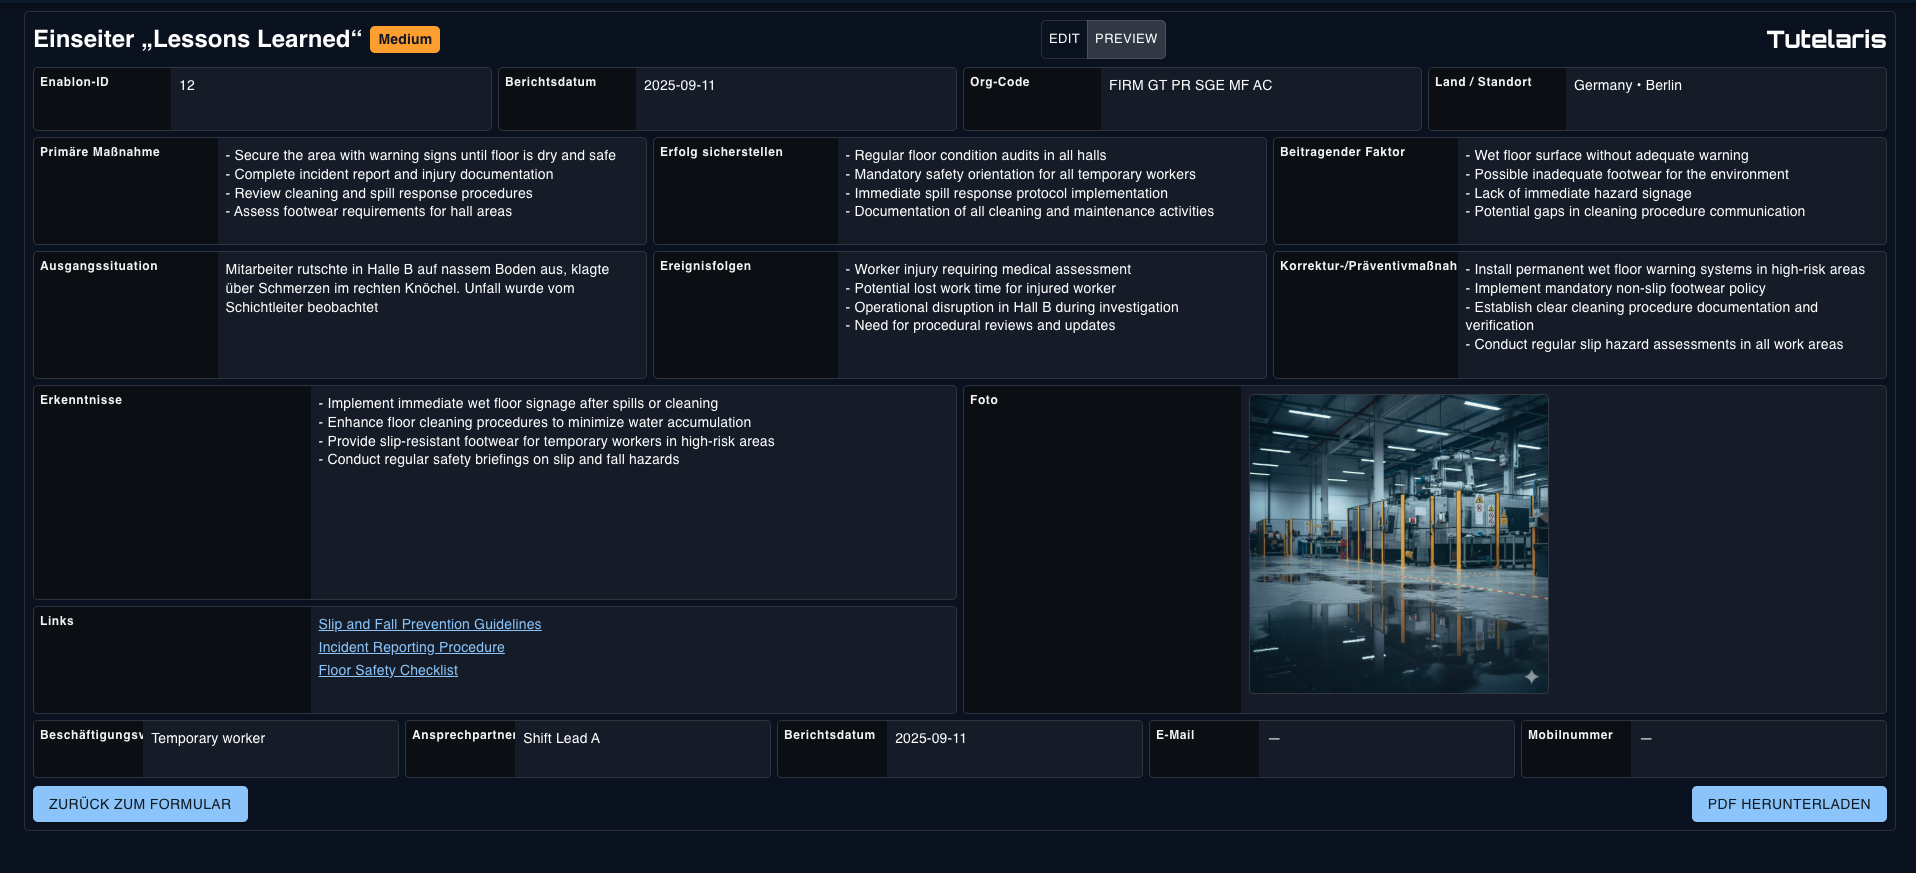 Einseiter „Lessons Learned“ Medium EDIT PREVIEW Tutelaris
Enablon-ID 12
Berichtsdatum 2025-09-11
Org-Code FIRM GT PR SGE MF AC
Land / Standort Germany • Berlin
Primäre Maßnahme
- Secure the area with warning signs until floor is dry and safe
- Complete incident report and injury documentation
- Review cleaning and spill response procedures
- Assess footwear requirements for hall areas
Erfolg sicherstellen
- Regular floor condition audits in all halls
- Mandatory safety orientation for all temporary workers
- Immediate spill response protocol implementation
- Documentation of all cleaning and maintenance activities
Beitragender Faktor
- Wet floor surface without adequate warning
- Possible inadequate footwear for the environment
- Lack of immediate hazard signage
- Potential gaps in cleaning procedure communication
Ausgangssituation
Mitarbeiter rutschte in Halle B auf nassem Boden aus, klagte
über Schmerzen im rechten Knöchel. Unfall wurde vom
Schichtleiter beobachtet
Ereignisfolgen
- Worker injury requiring medical assessment
- Potential lost work time for injured worker
- Operational disruption in Hall B during investigation
- Need for procedural reviews and updates
Korrektur-/Präventivmaßnah
- Install permanent wet floor warning systems in high-risk areas
- Implement mandatory non-slip footwear policy
- Establish clear cleaning procedure documentation and
verification
- Conduct regular slip hazard assessments in all work areas
Erkenntnisse
- Implement immediate wet floor signage after spills or cleaning
- Enhance floor cleaning procedures to minimize water accumulation
- Provide slip-resistant footwear for temporary workers in high-risk areas
- Conduct regular safety briefings on slip and fall hazards
Foto
Links
Slip and Fall Prevention Guidelines
Incident Reporting Procedure
Floor Safety Checklist
Beschäftigungsv Temporary worker
Ansprechpartner Shift Lead A
Berichtsdatum 2025-09-11
E-Mail —
Mobilnummer —
ZURÜCK ZUM FORMULAR
PDF HERUNTERLADEN